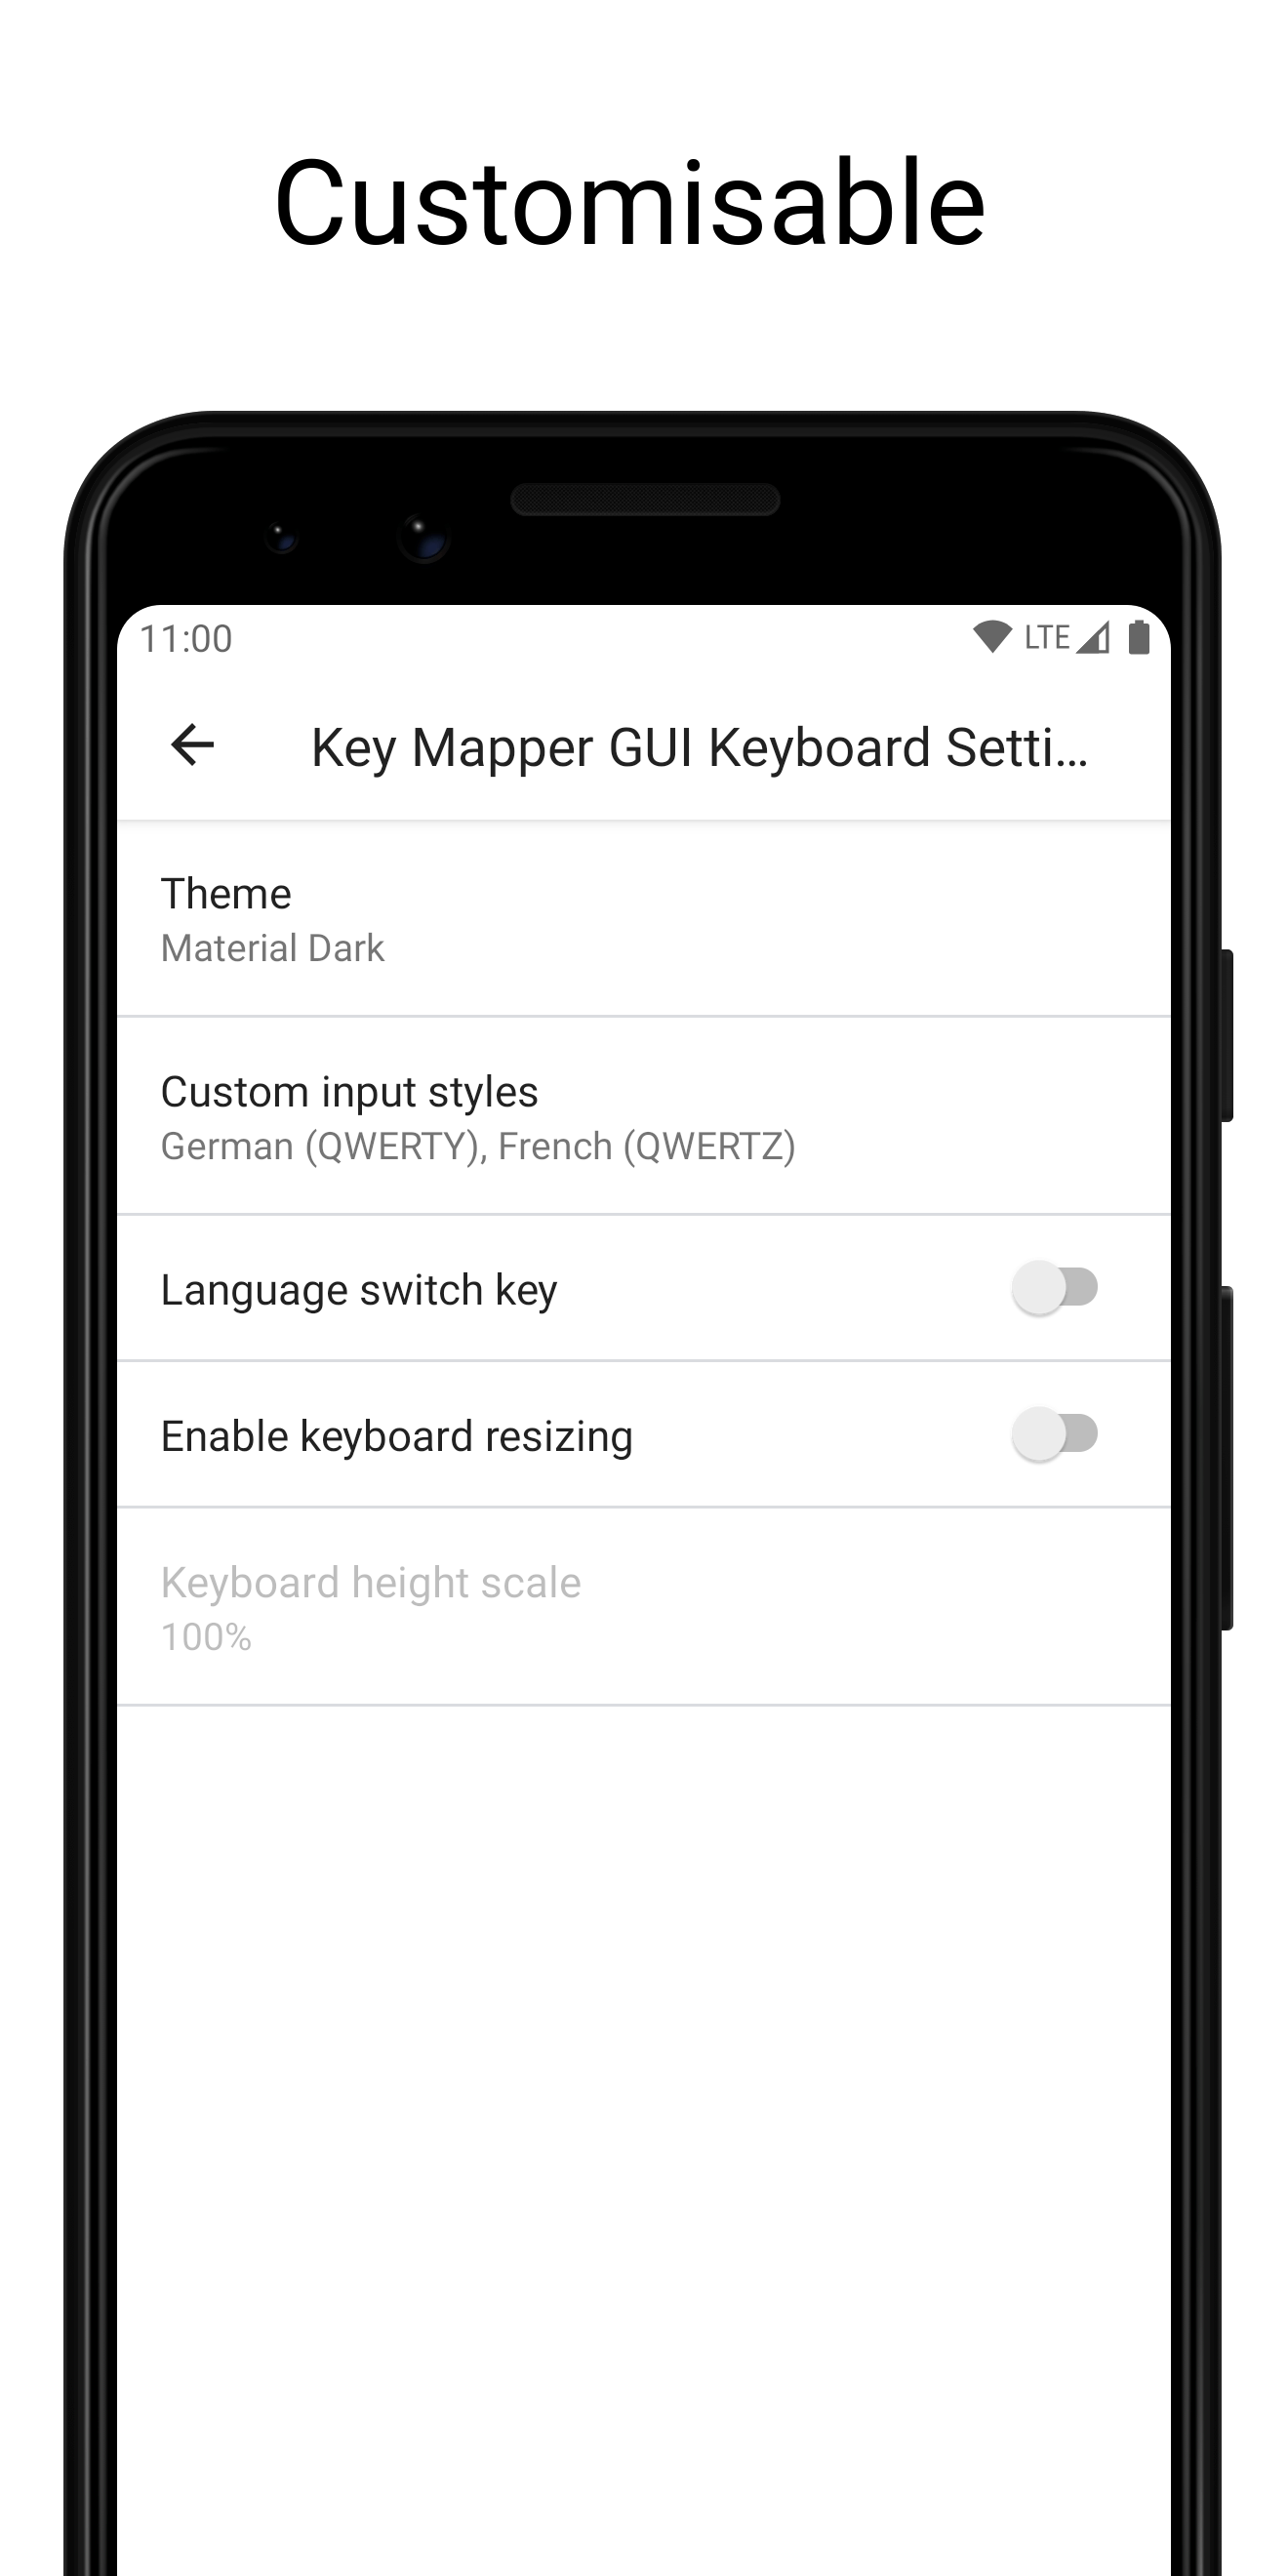 Customisable
11:00
LTE
Key Mapper GUI Keyboard Setti...
Theme
Material Dark
Custom input styles
German (QWERTY), French (QWERTZ)
Language switch key
Enable keyboard resizing
Keyboard height scale
100%